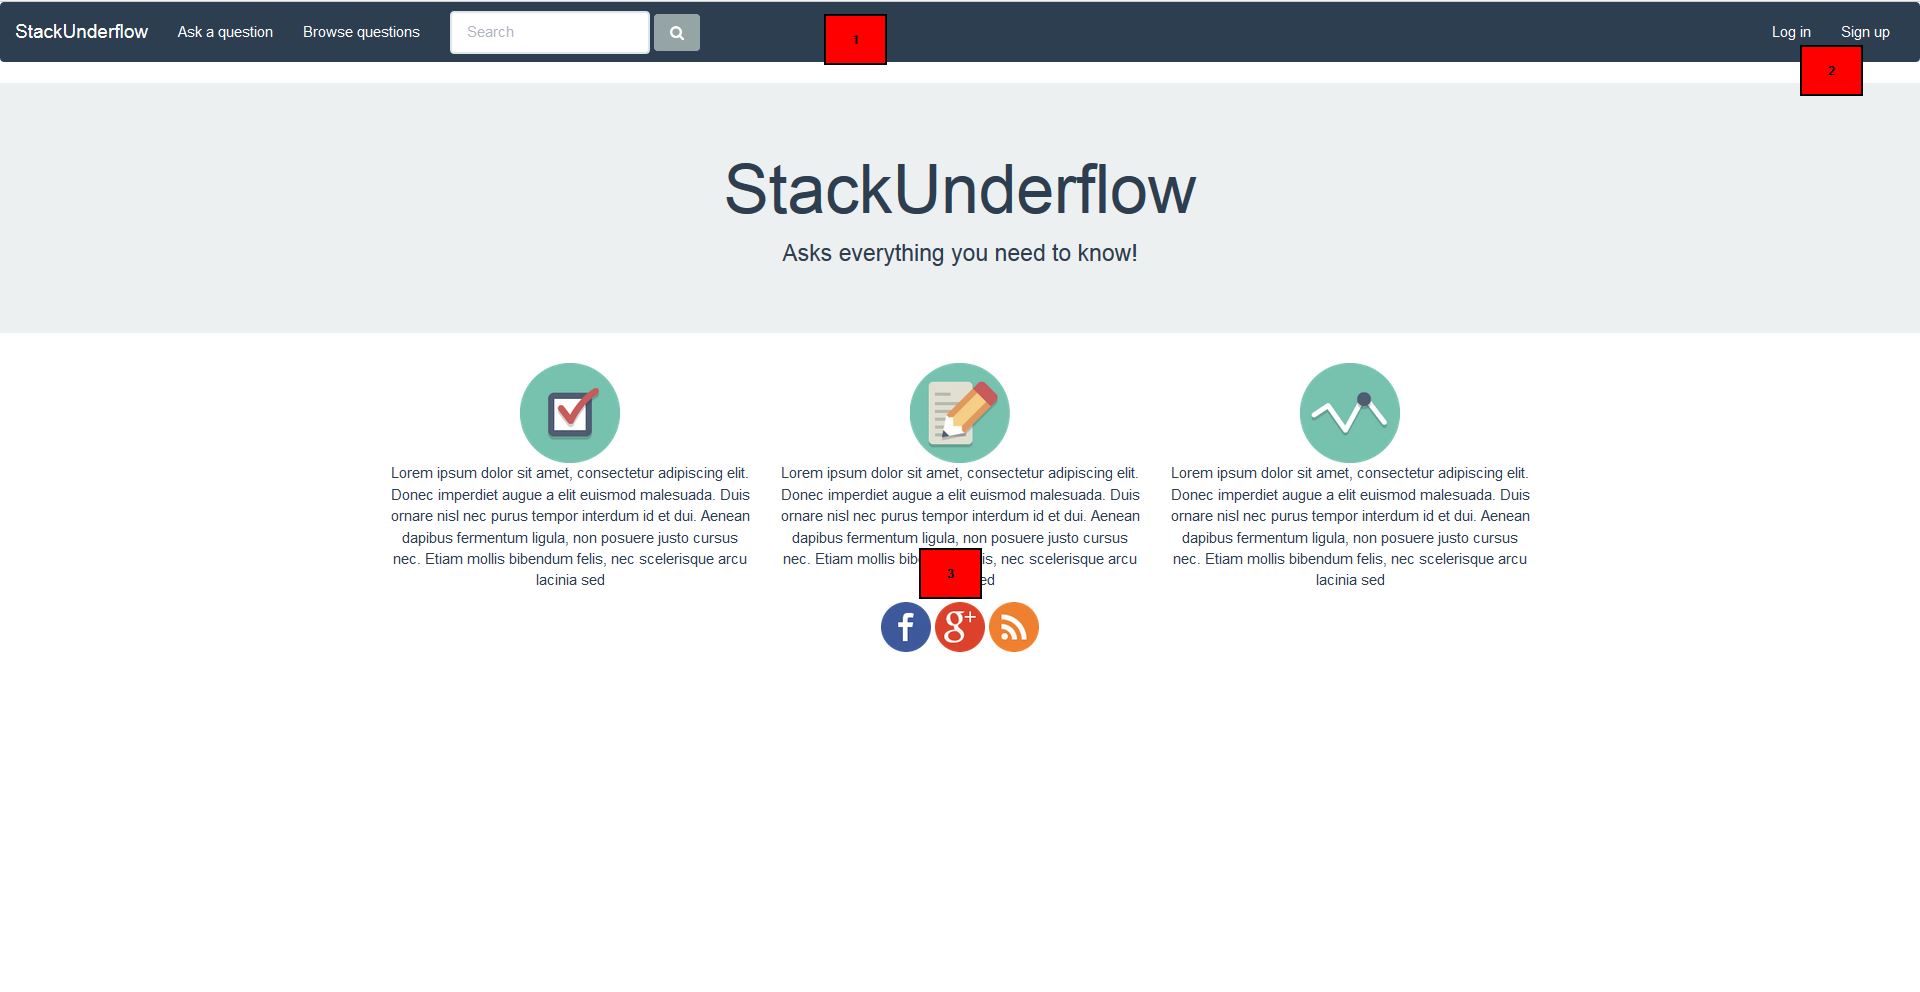 StackUnderflow Ask a question Browse questions Search 1 Log in Sign up
2
StackUnderflow
Asks everything you need to know!
Lorem ipsum dolor sit amet, consectetur adipiscing elit.
Donec imperdiet augue a elit euismod malesuada. Duis
ornare nisl nec purus tempor interdum id et dui. Aenean
dapibus fermentum ligula, non posuere justo cursus
nec. Etiam mollis bibendum felis, nec scelerisque arcu
lacinia sed
Lorem ipsum dolor sit amet, consectetur adipiscing elit.
Donec imperdiet augue a elit euismod malesuada. Duis
ornare nisl nec purus tempor interdum id et dui. Aenean
dapibus fermentum ligula, non posuere justo cursus
nec. Etiam mollis nec scelerisque arcu
3
Lorem ipsum dolor sit amet, consectetur adipiscing elit.
Donec imperdiet augue a elit euismod malesuada. Duis
ornare nisl nec purus tempor interdum id et dui. Aenean
dapibus fermentum ligula, non posuere justo cursus
nec. Etiam mollis bibendum felis, nec scelerisque arcu
lacinia sed
f g+